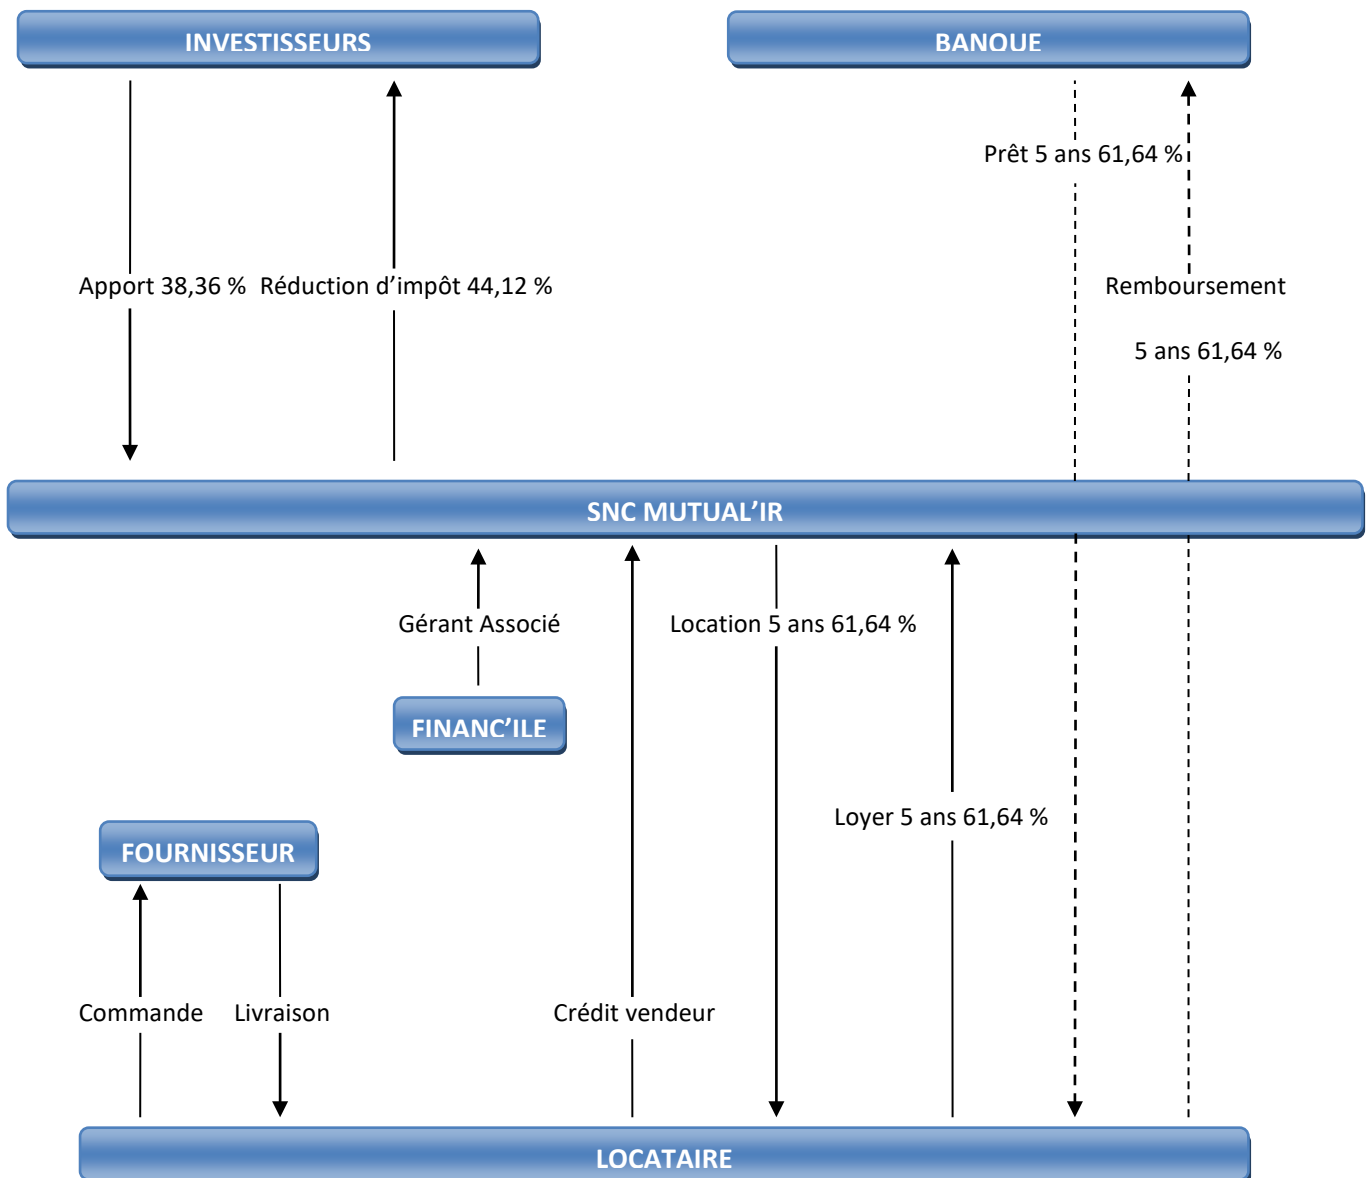 INVESTISSEURS
BANQUE
Prêt 5 ans 61,64 %
Apport 38,36 %
Réduction d’impôt 44,12 %
Remboursement
5 ans 61,64 %
SNC MUTUAL’IR
Gérant Associé
Location 5 ans 61,64 %
FINANC’ILE
Loyer 5 ans 61,64 %
FOURNISSEUR
Commande
Livraison
Crédit vendeur
LOCATAIRE